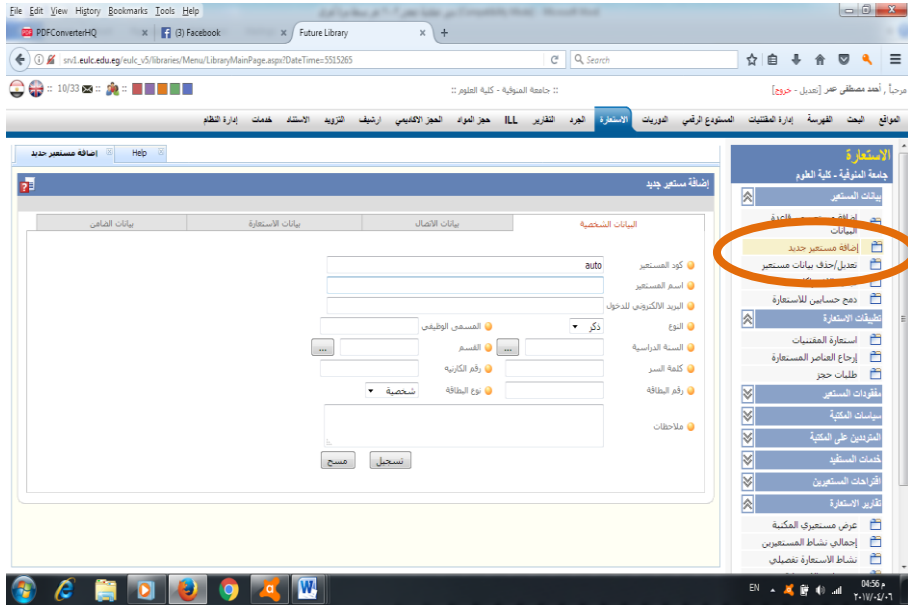 File Edit View History Bookmarks Tools Help
PDFConverterHQ
(3) Facebook
Future Library
srv1.eulc.edu.eg/eulc_v5/libraries/Menu/LibraryMainPage.aspx?DateTime=5515265
Search
مرحباً , أحمد مصطفى عمر [تعديل - خروج]
:: جامعة المنوفية - كلية العلوم ::
:: 10/33 ::
المواقع البحث الفهرسة إدارة المقتنيات المستودع الرقمي الدوريات الاستعارة الجرد التقارير ILL حجز المواد الحجز الاكاديمي ارشيف التزويد الاستناد خدمات إدارة النظام
Help
إضافة مستعير جديد
الاستعارة
جامعة المنوفية - كلية العلوم
بيانات المستعير
البيانات
إضافة مستعير جديد
تعديل/حذف بيانات مستعير
دمج حسابين للاستعارة
تطبيقات الاستعارة
استعارة المقتنيات
إرجاع العناصر المستعارة
طلبات حجز
مفقودات المستعير
سياسات المكتبة
المترددين على المكتبة
خدمات المستفيد
اقتراحات المستعيرين
تقارير الاستعارة
عرض مستعيري المكتبة
إجمالي نشاط المستعيرين
نشاط الاستعارة تفصيلي
إضافة مستعير جديد
البيانات الشخصية
بيانات الاتصال
بيانات الاستعارة
بيانات الضامن
كود المستعير auto
اسم المستعير
البريد الالكتروني للدخول
النوع ذكر المسمى الوظيفي
السنة الدراسية ... القسم ...
كلمة السر رقم الكارنيه
رقم البطاقة نوع البطاقة شخصية
ملاحظات
تسجيل مسح
EN
04:56 م
٢٠١٧/٠٤/٠٦